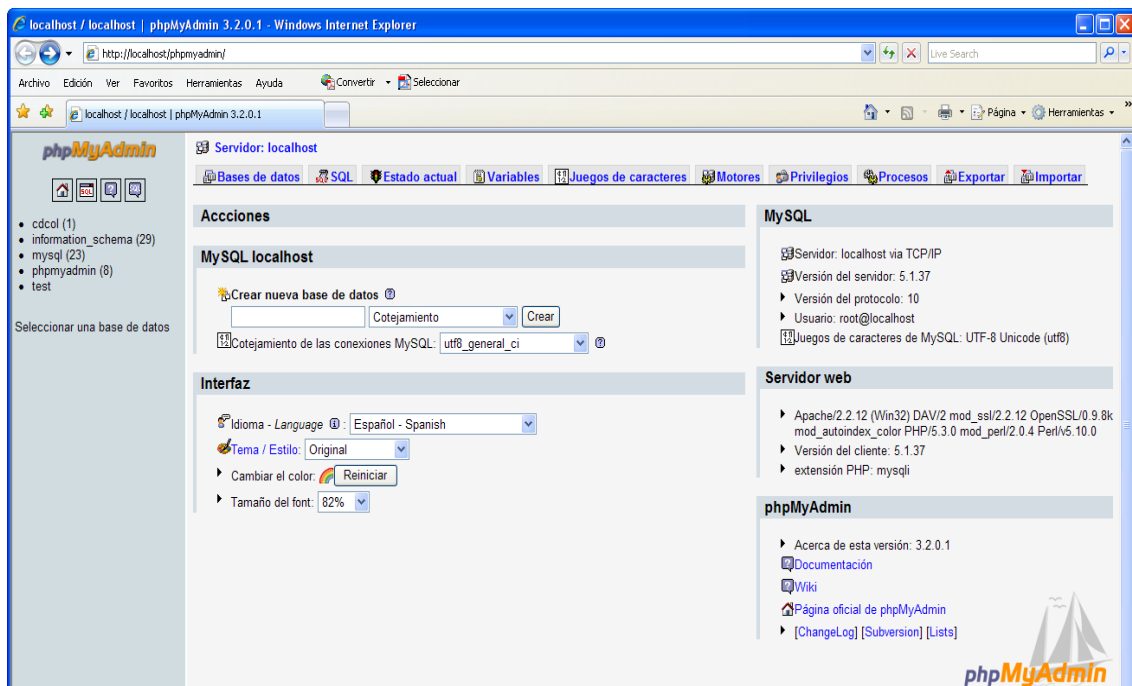 localhost / localhost | phpMyAdmin 3.2.0.1 - Windows Internet Explorer
http://localhost/phpmyadmin/
Live Search
Archivo Edición Ver Favoritos Herramientas Ayuda Convertir Seleccionar
localhost / localhost | phpMyAdmin 3.2.0.1
Página Herramientas »
phpMyAdmin
SQL
cdcol (1)
information_schema (29)
mysql (23)
phpmyadmin (8)
test
Seleccionar una base de datos
Servidor: localhost
Bases de datos SQL Estado actual Variables Juegos de caracteres Motores Privilegios Procesos Exportar Importar
Accciones
MySQL localhost
Crear nueva base de datos
Cotejamiento Crear
Cotejamiento de las conexiones MySQL: utf8_general_ci
Interfaz
Idioma - Language : Español - Spanish
Tema / Estilo: Original
Cambiar el color: Reiniciar
Tamaño del font: 82%
MySQL
Servidor: localhost via TCP/IP
Versión del servidor: 5.1.37
Versión del protocolo: 10
Usuario: root@localhost
Juegos de caracteres de MySQL: UTF-8 Unicode (utf8)
Servidor web
Apache/2.2.12 (Win32) DAV/2 mod_ssl/2.2.12 OpenSSL/0.9.8k
mod_autoindex_color PHP/5.3.0 mod_perl/2.0.4 Perl/v5.10.0
Versión del cliente: 5.1.37
extensión PHP: mysqli
phpMyAdmin
Acerca de esta versión: 3.2.0.1
Documentación
Wiki
Página oficial de phpMyAdmin
[ChangeLog] [Subversion] [Lists]
phpMyAdmin